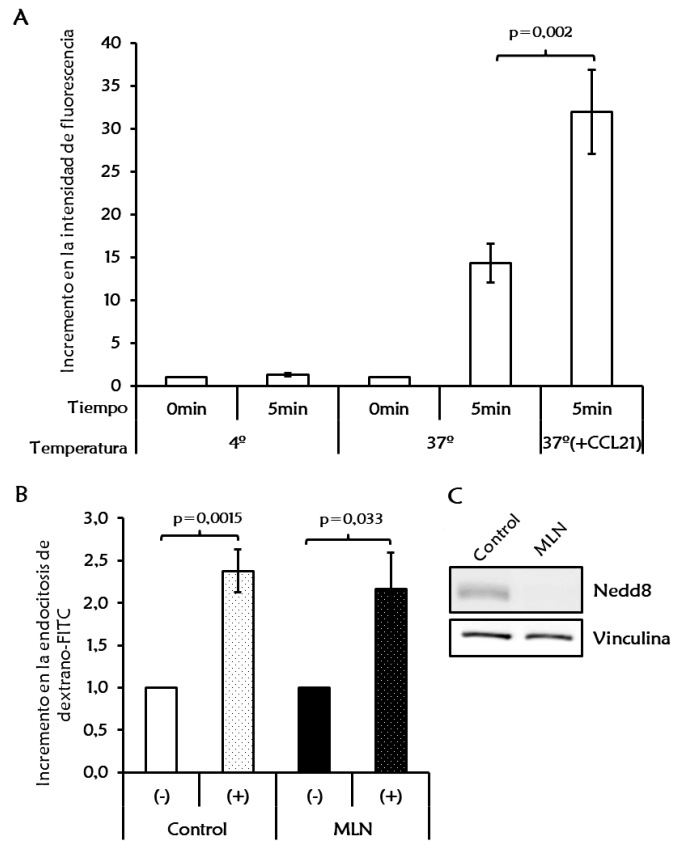 A
p=0,002
Incremento en la intensidad de fluorescencia
40
35
30
25
20
15
10
5
0
Tiempo
0min
5min
0min
5min
5min
Temperatura
4º
37º
37º(+CCL21)
B
p=0,0015
p=0,033
Incremento en la endocitosis de
dextrano-FITC
3,0
2,5
2,0
1,0
0,5
0,0
(-)
(+)
(-)
(+)
Control
MLN
C
Control
MLN
Nedd8
Vinculina